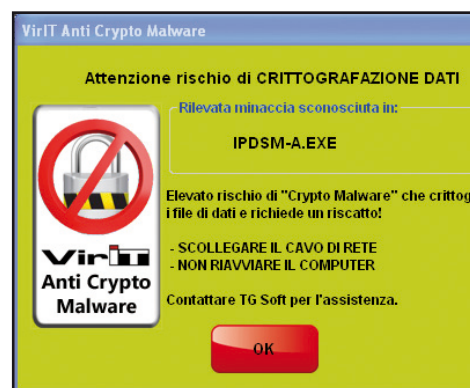 VirIT Anti Crypto Malware
Attenzione rischio di CRITTOGRAFAZIONE DATI
Rilevata minaccia sconosciuta in:
IPDSM-A.EXE
Elevato rischio di "Crypto Malware" che crittog
i file di dati e richiede un riscatto!
- SCOLLEGARE IL CAVO DI RETE
- NON RIAVVIARE IL COMPUTER
Contattare TG Soft per l'assistenza.
VirIT
Anti Crypto
Malware
OK